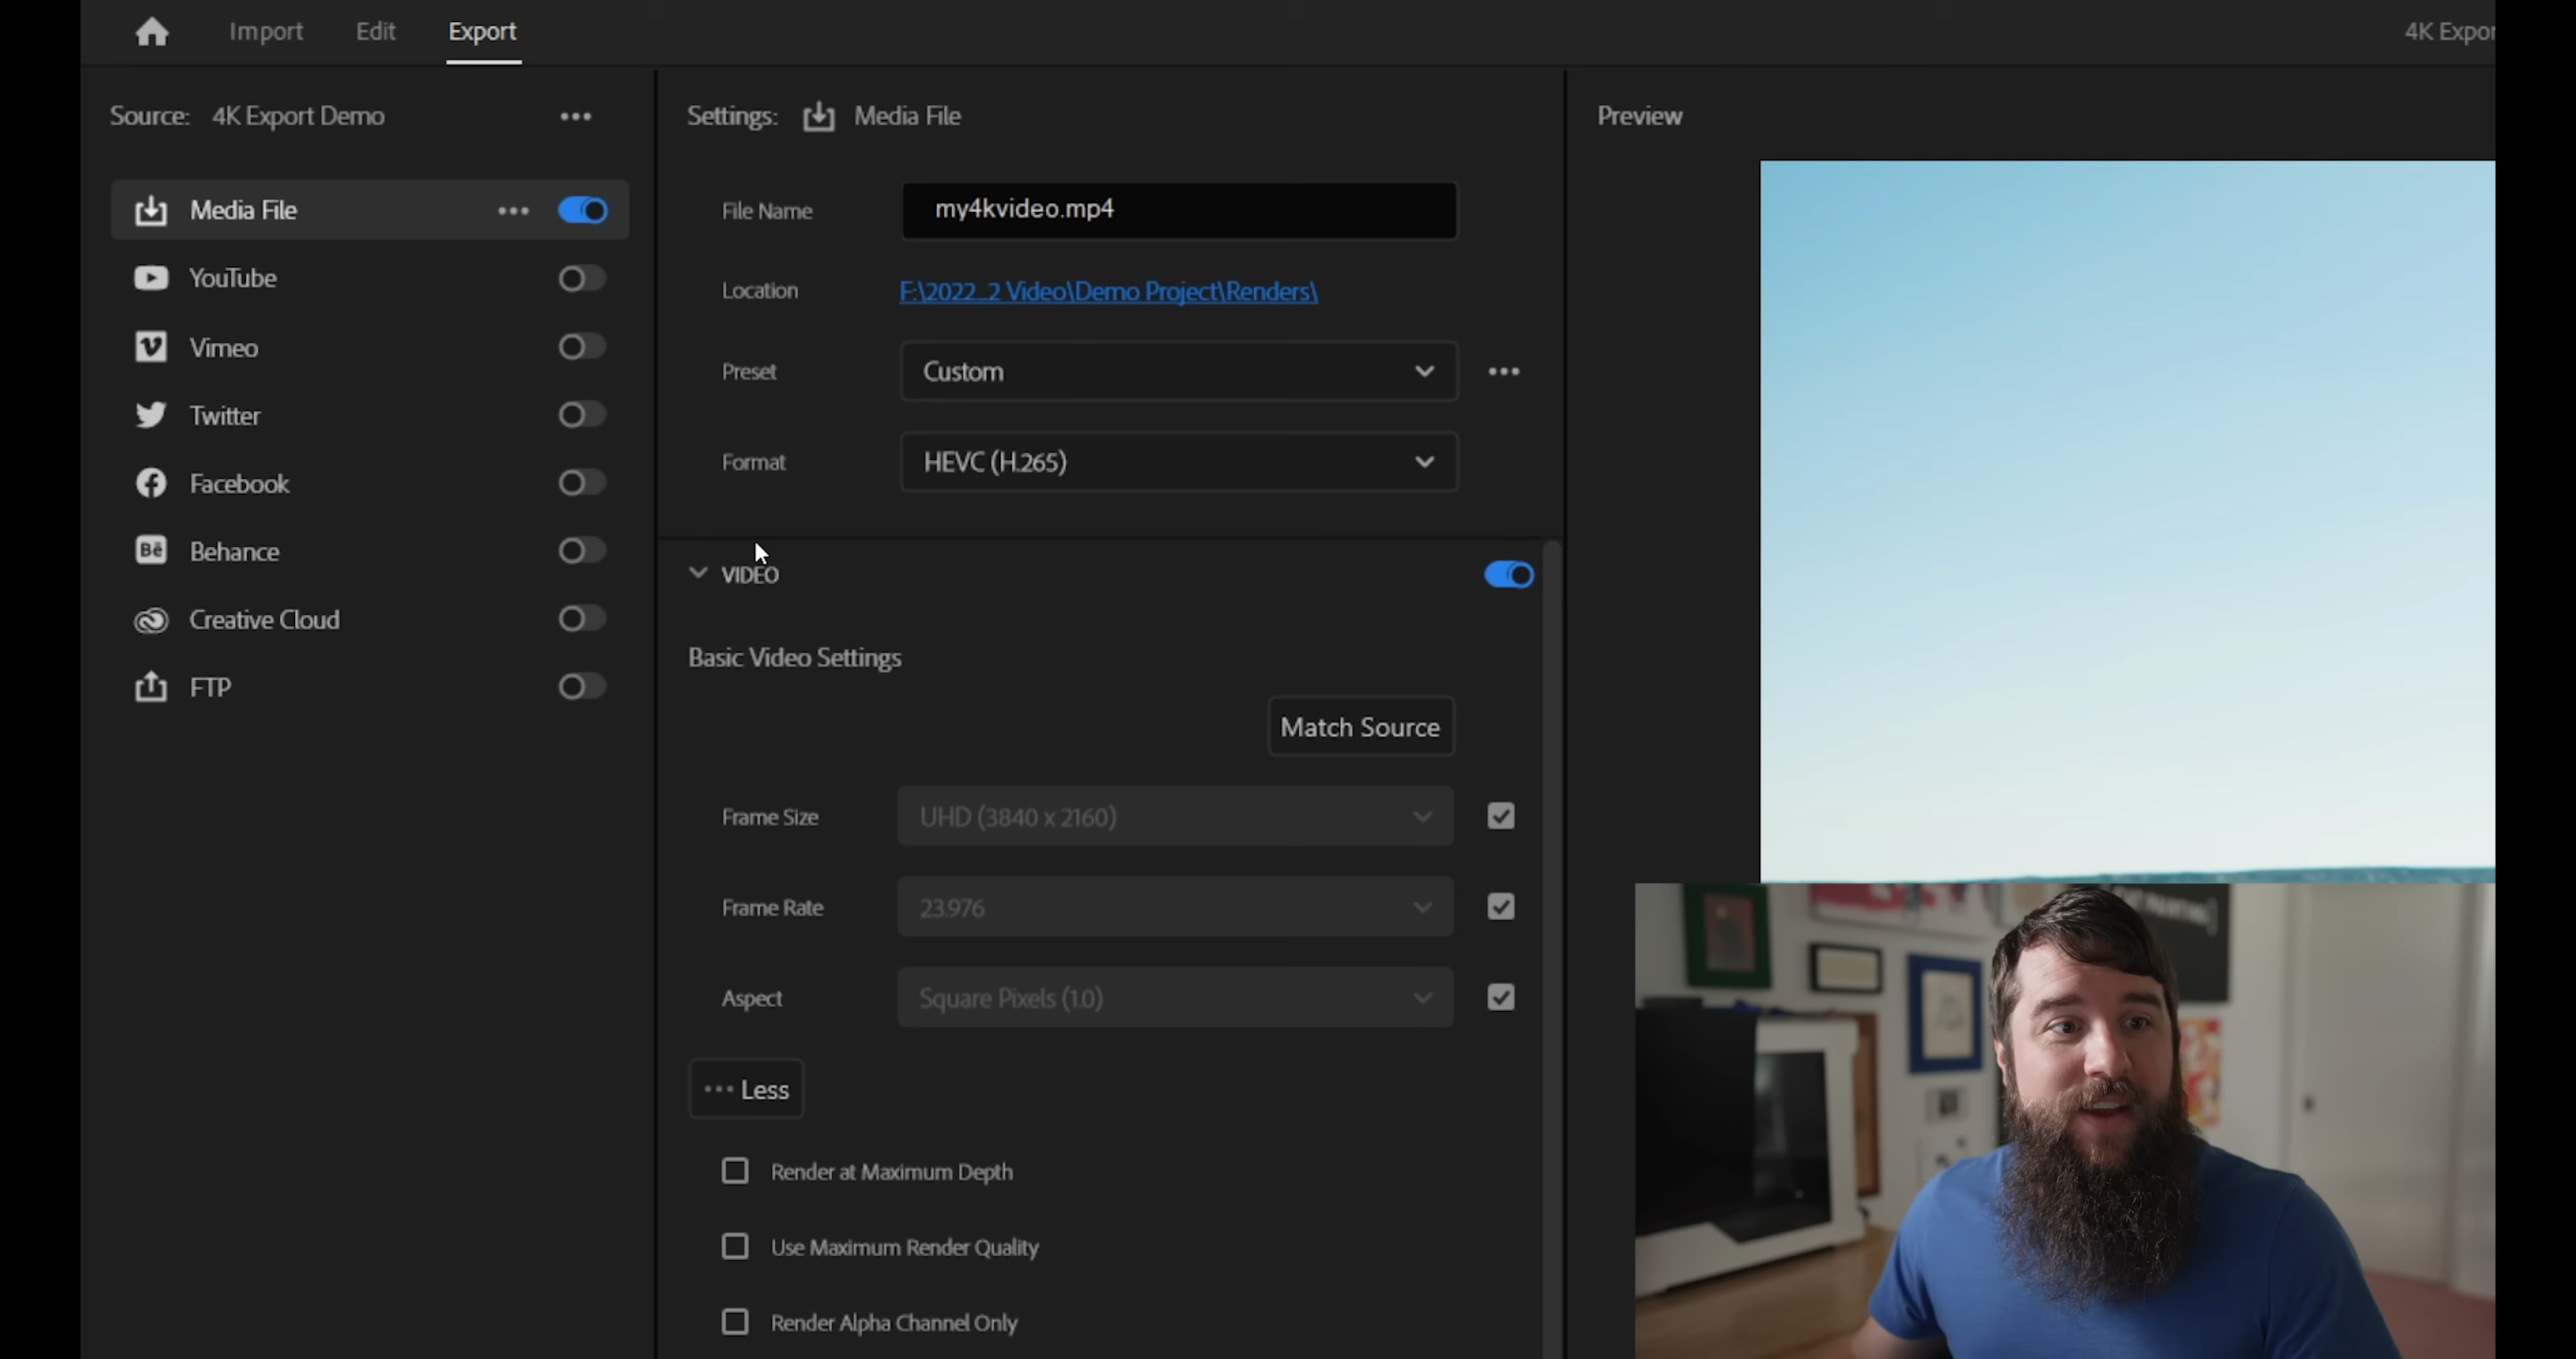 Import Edit Export
4K Expor
Source: 4K Export Demo
Media File
YouTube
Vimeo
Twitter
Facebook
Bē Behance
Creative Cloud
FTP
Settings: Media File
File Name my4kvideo.mp4
Location F:\2022_2 Video\Demo Project\Renders\
Preset Custom
Format HEVC (H.265)
VIDEO
Basic Video Settings
Match Source
Frame Size UHD (3840 x 2160)
Frame Rate 23.976
Aspect Square Pixels (1.0)
Less
Render at Maximum Depth
Use Maximum Render Quality
Render Alpha Channel Only
Preview